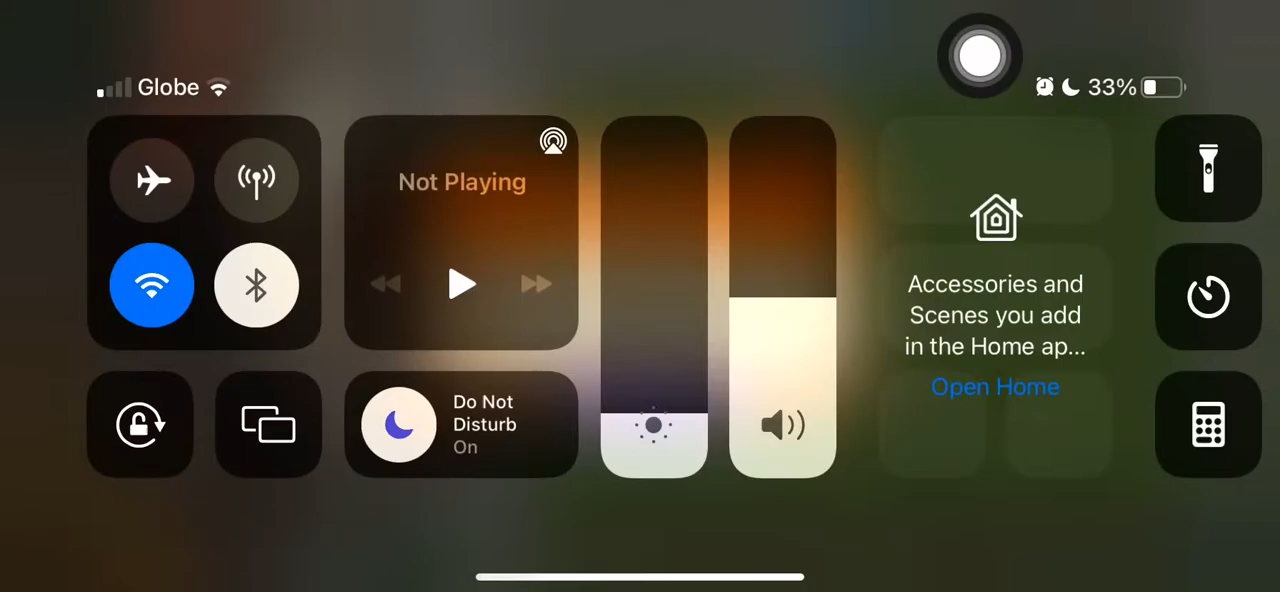 Globe
33%
Not Playing
Do Not
Disturb
On
Accessories and
Scenes you add
in the Home ap...
Open Home